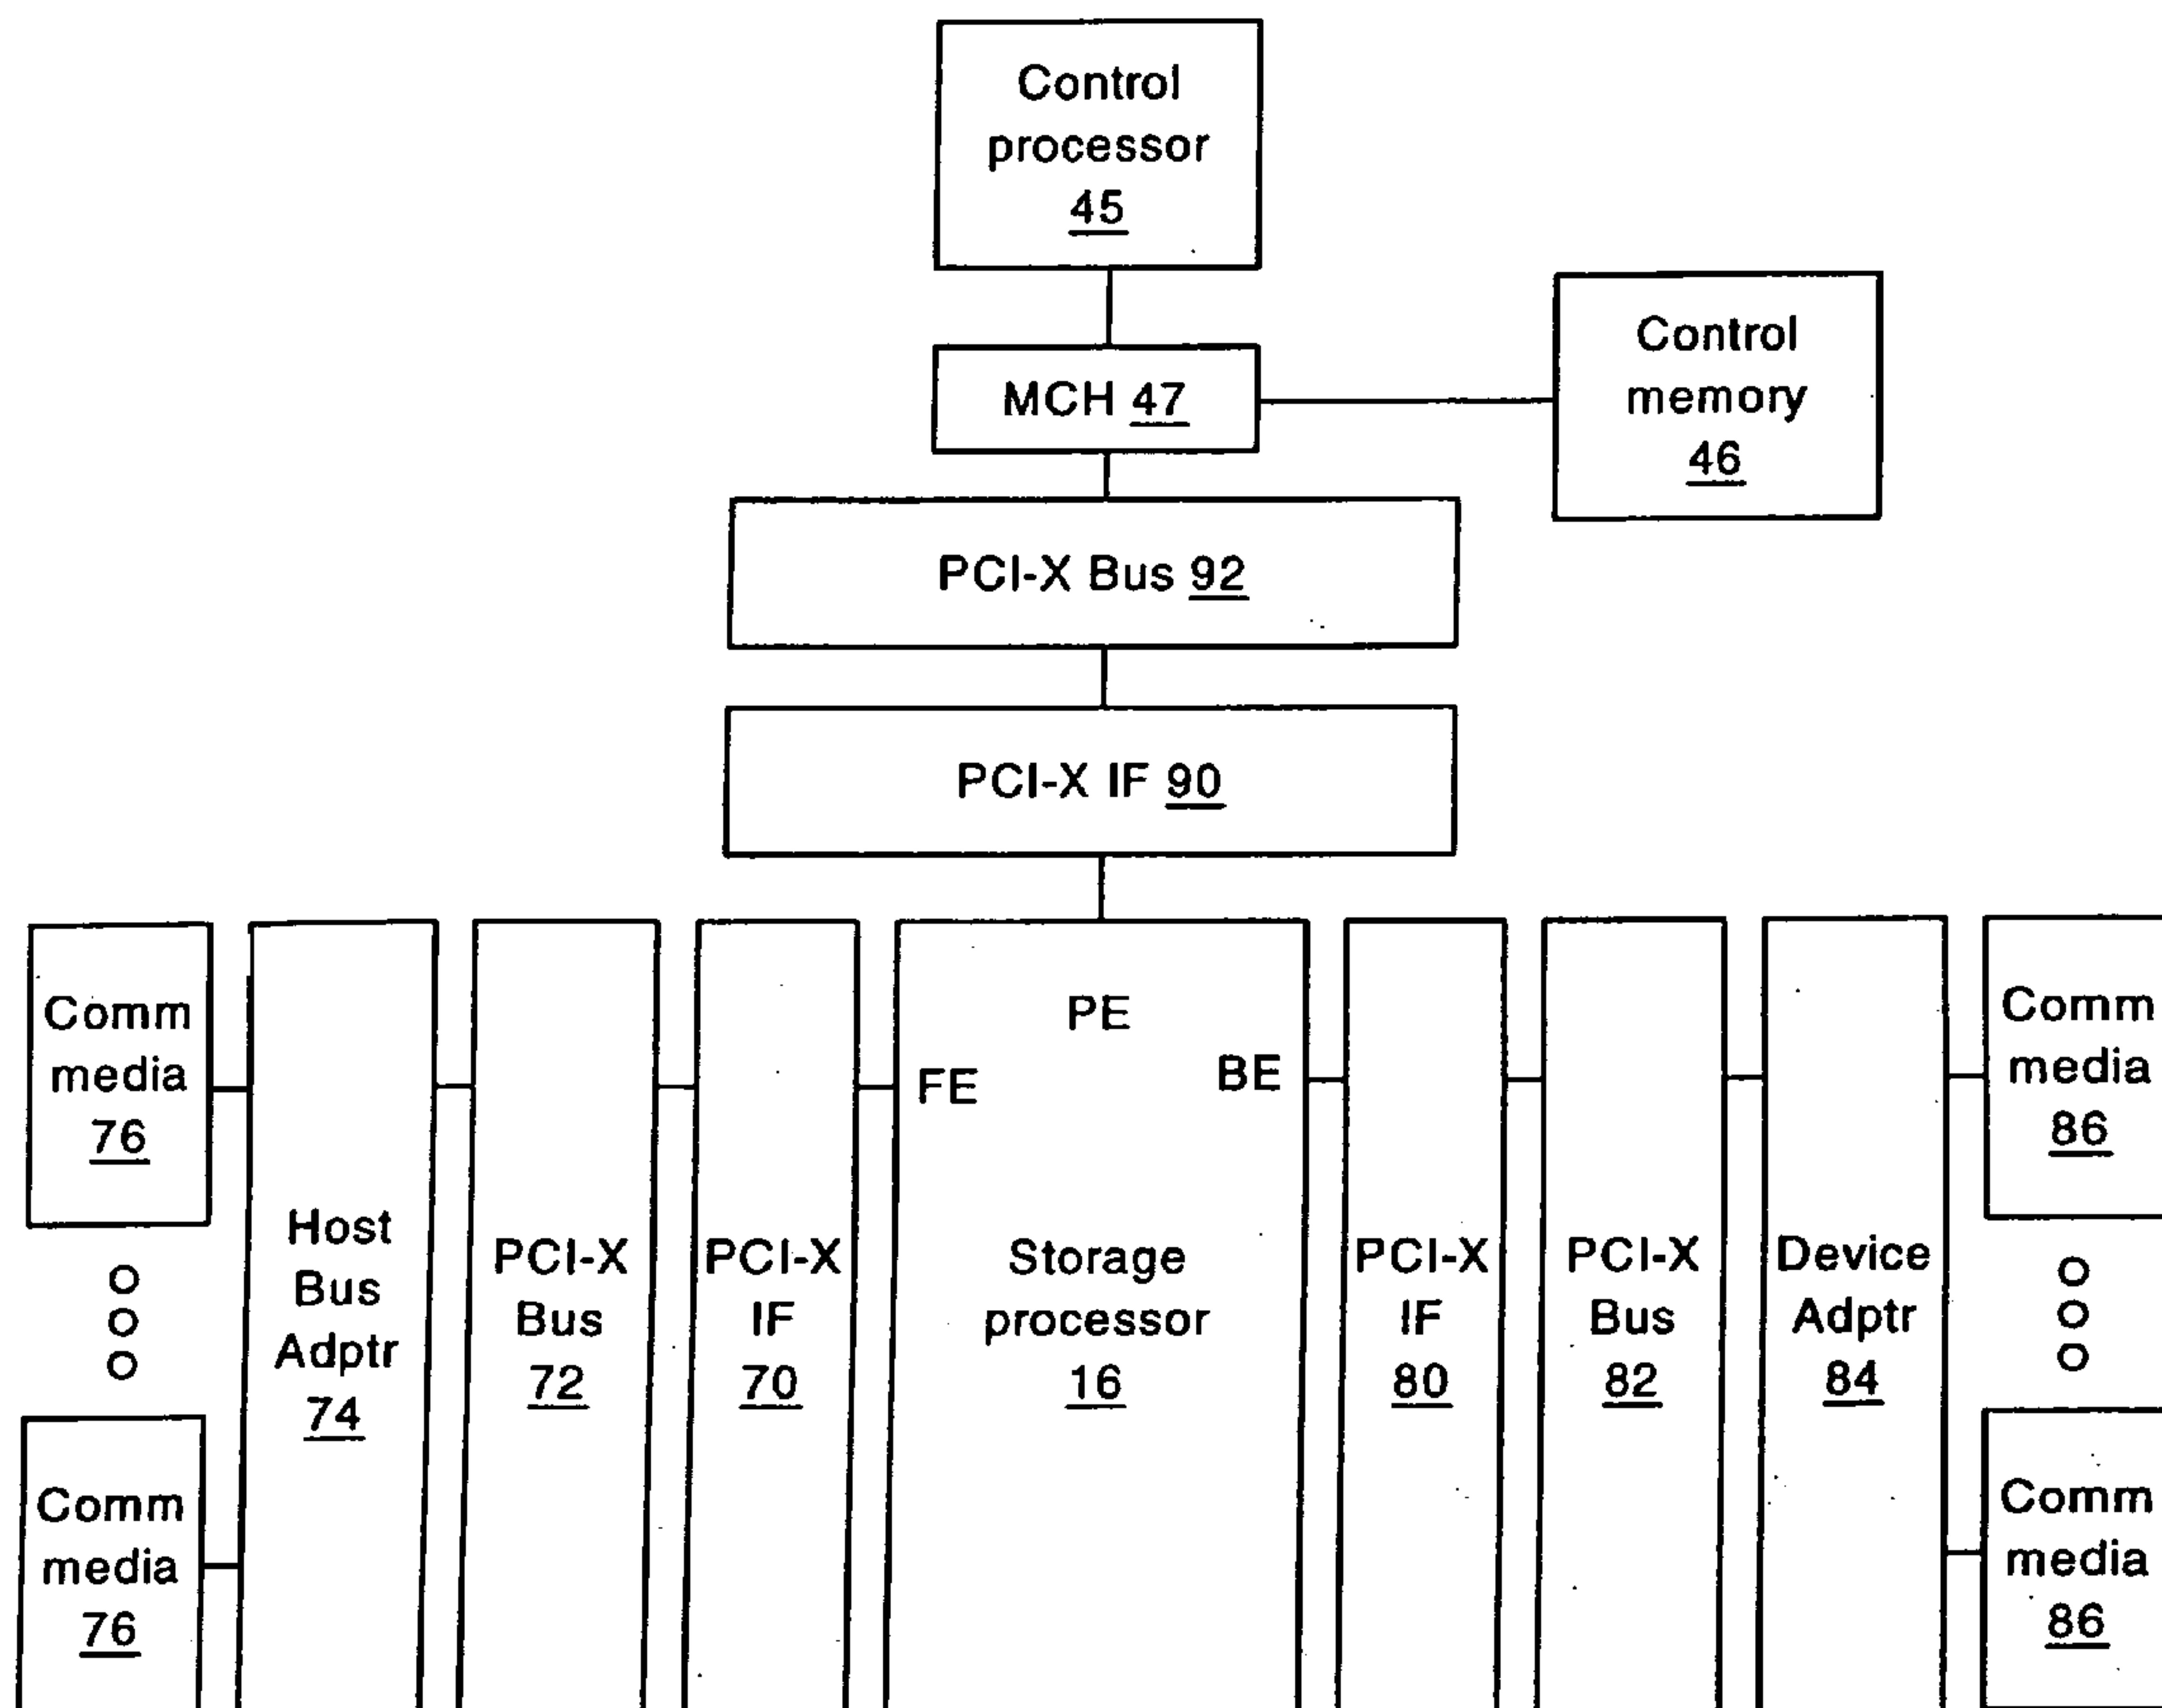 Control
processor
45
Control
memory
46
MCH 47
PCI-X Bus 92
PCI-X IF 90
Comm
media
76
Host
Bus
Adptr
74
PCI-X
Bus
72
PCI-X
IF
70
PE
FE
BE
Storage
processor
16
PCI-X
IF
80
PCI-X
Bus
82
Device
Adptr
84
Comm
media
86
Comm
media
76
Comm
media
86